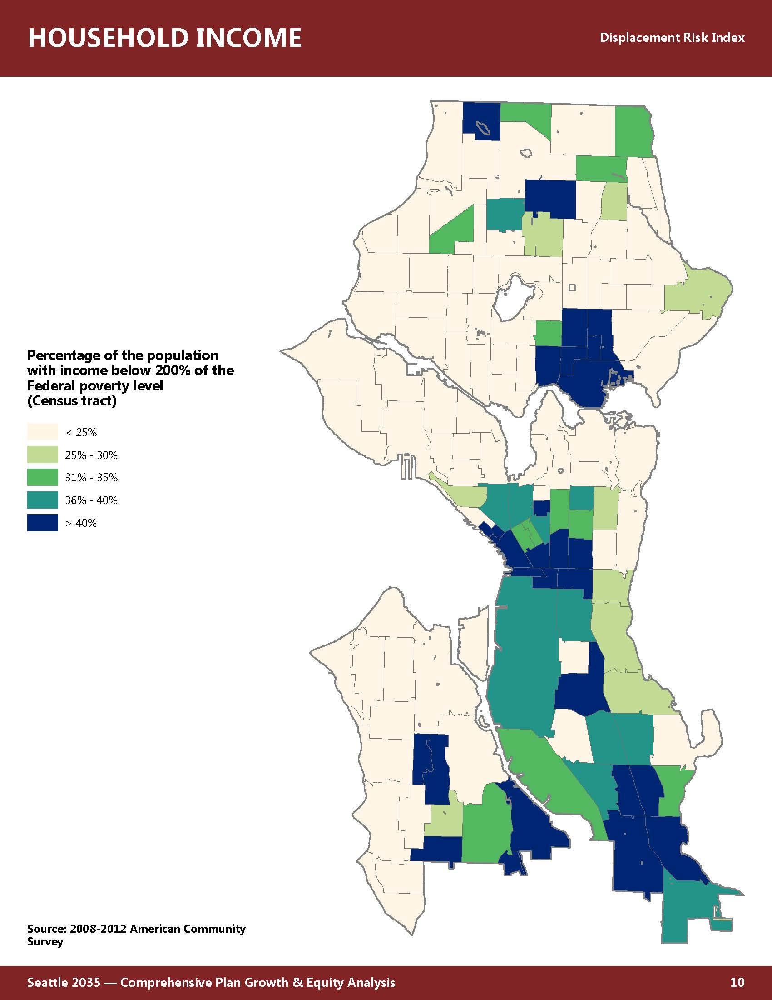 HOUSEHOLD INCOME
Displacement Risk Index
Percentage of the population
with income below 200% of the
Federal poverty level
(Census tract)
< 25%
25% - 30%
31% - 35%
36% - 40%
> 40%
Source: 2008-2012 American Community
Survey
Seattle 2035 — Comprehensive Plan Growth & Equity Analysis
10